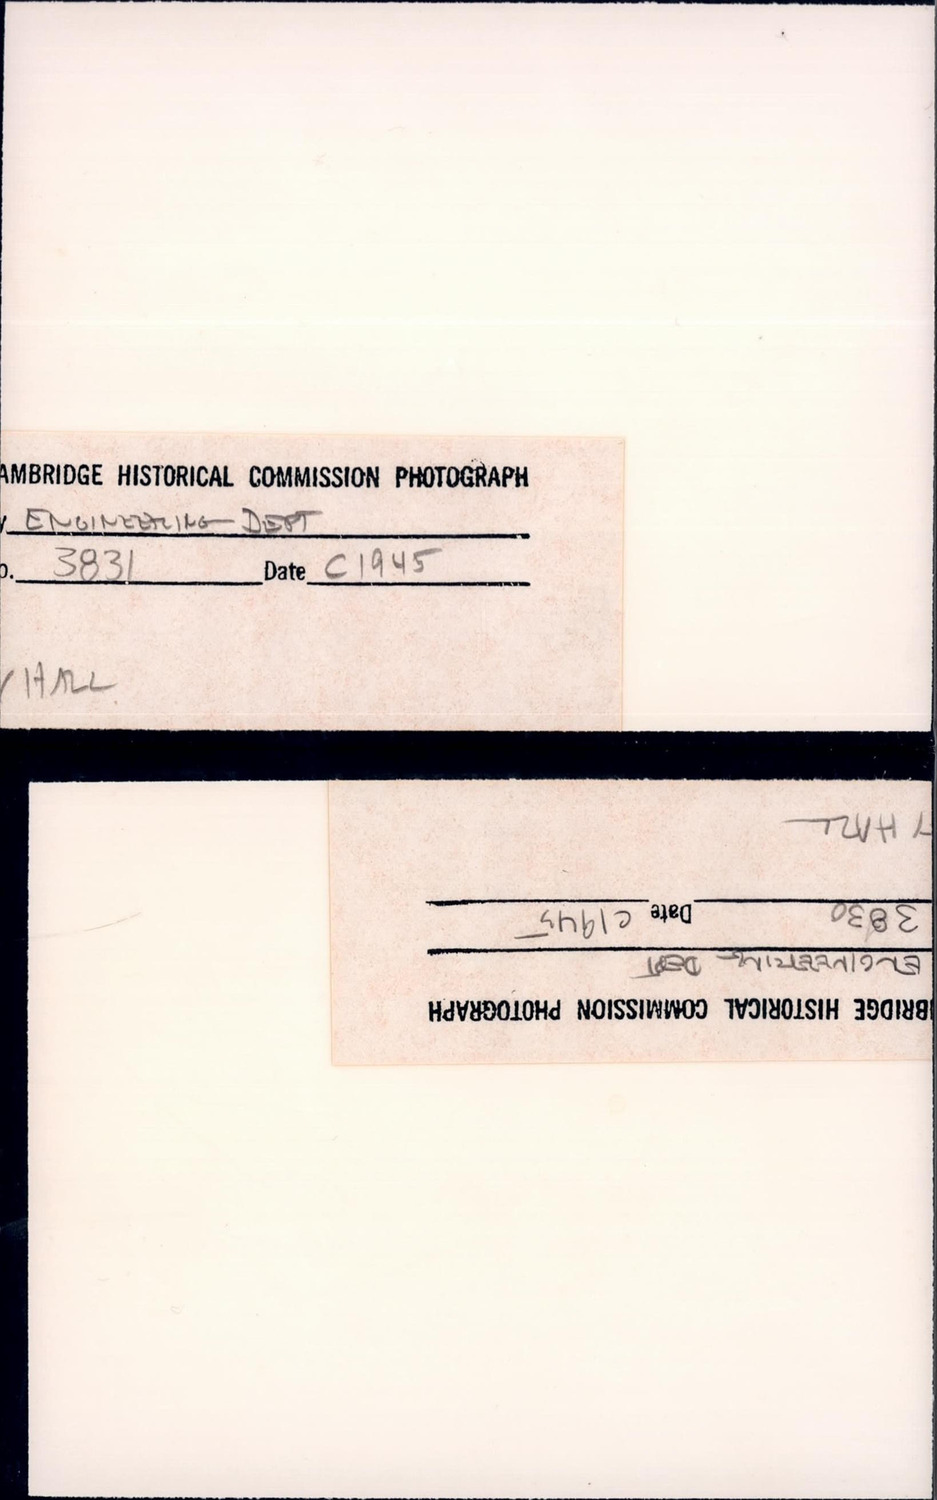 AMBRIDGE HISTORICAL COMMISSION PHOTOGRAPH
y ENGINEERING DEPT
o. 3831 Date C1945
Y HALL
BRIDGE HISTORICAL COMMISSION PHOTOGRAPH
ENGINEERING DEPT
3830 Date C1945
Y HALL